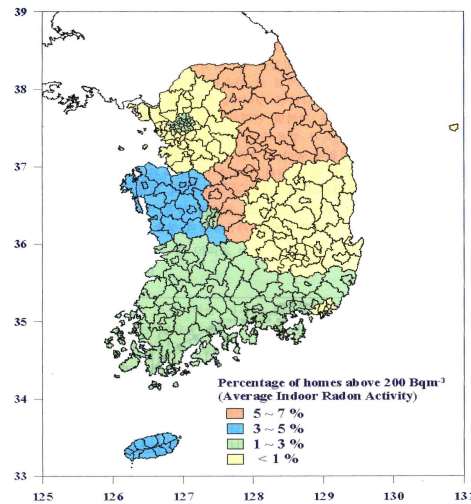 39
38
37
36
35
34
33
125
126
127
128
129
130
13
Percentage of homes above 200 Bqm⁻³
(Average Indoor Radon Activity)
5 ~ 7 %
3 ~ 5 %
1 ~ 3 %
< 1 %